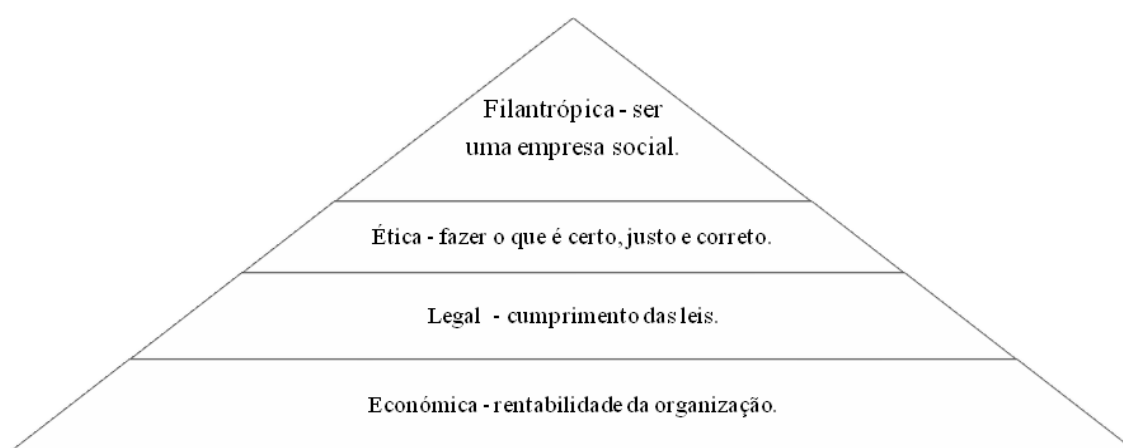 Filantrópica - ser
uma empresa social.
Ética - fazer o que é certo, justo e correto.
Legal - cumprimento das leis.
Económica - rentabilidade da organização.